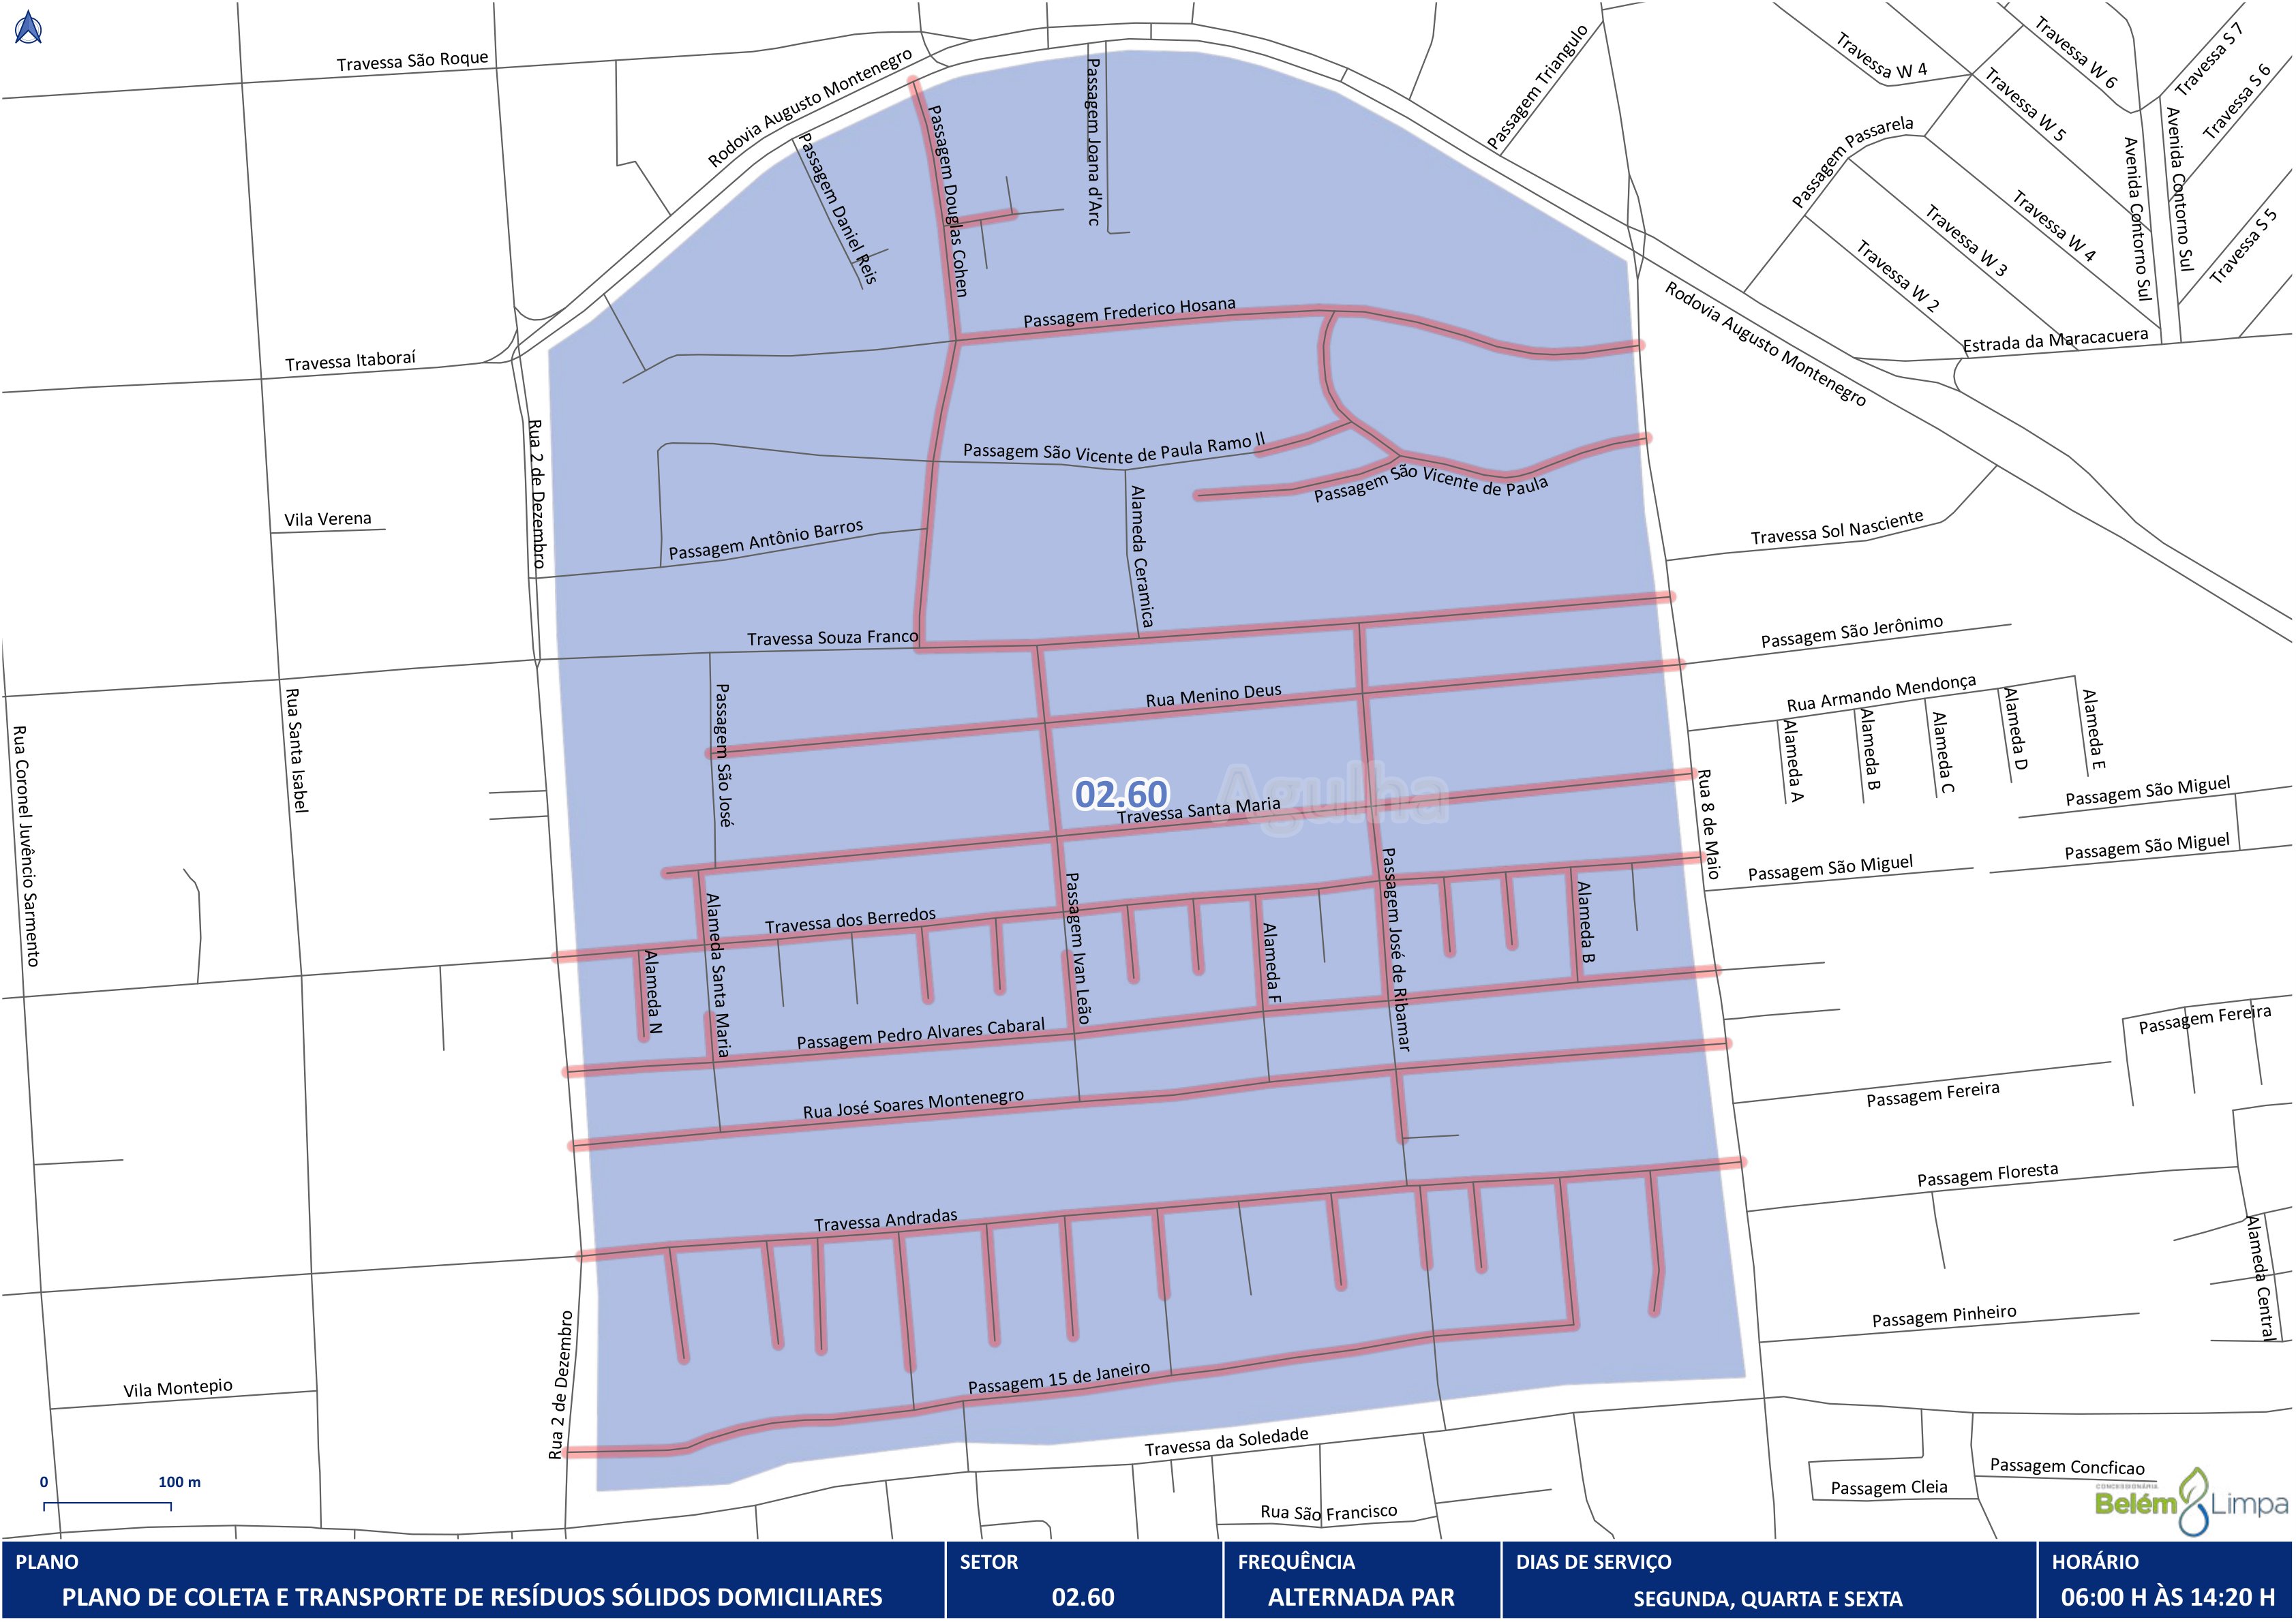 Travessa São Roque
Rodovia Augusto Montenegro
Passagem Daniel Reis
Passagem Douglas Cohen
Passagem Joana d'Arc
Passagem Triangulo
Travessa W 4
Travessa W 6
Travessa S 7
Travessa W 5
Travessa S 6
Passagem Passarela
Avenida Contorno Sul
Avenida Contorno Sul
Travessa W 4
Travessa W 3
Travessa W 2
Travessa S 5
Passagem Frederico Hosana
Rodovia Augusto Montenegro
Estrada da Maracacuera
Travessa Itaboraí
Rua 2 de Dezembro
Passagem São Vicente de Paula Ramo II
Passagem São Vicente de Paula
Vila Verena
Passagem Antônio Barros
Alameda Ceramica
Travessa Sol Nasciente
Travessa Souza Franco
Passagem São Jerônimo
Rua Santa Isabel
Rua Coronel Juvêncio Sarmento
Passagem São José
Rua Menino Deus
Rua Armando Mendonça
Alameda A
Alameda B
Alameda C
Alameda D
Alameda E
02.60
Agulha
Travessa Santa Maria
Rua 8 de Maio
Passagem São Miguel
Passagem São Miguel
Passagem São Miguel
Alameda Santa Maria
Travessa dos Berredos
Passagem Ivan Leão
Passagem José de Ribamar
Alameda B
Alameda N
Alameda F
Passagem Pedro Alvares Cabaral
Passagem Fereira
Rua José Soares Montenegro
Passagem Fereira
Passagem Floresta
Travessa Andradas
Alameda Central
Rua 2 de Dezembro
Passagem Pinheiro
Vila Montepio
Passagem 15 de Janeiro
Travessa da Soledade
Passagem Concficao
Passagem Cleia
Rua São Francisco
0 100 m
CONCESSIONÁRIA
Belém Limpa
PLANO
PLANO DE COLETA E TRANSPORTE DE RESÍDUOS SÓLIDOS DOMICILIARES
SETOR
02.60
FREQUÊNCIA
ALTERNADA PAR
DIAS DE SERVIÇO
SEGUNDA, QUARTA E SEXTA
HORÁRIO
06:00 H ÀS 14:20 H